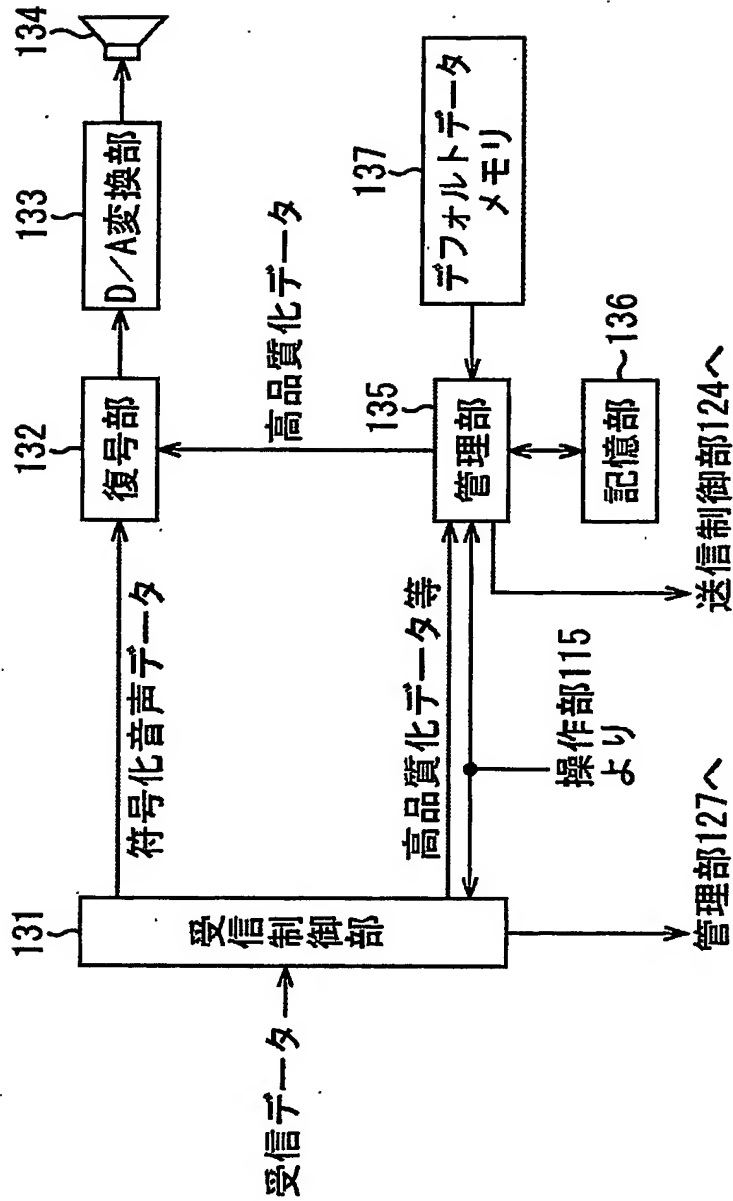 受信データ
131
受信制御部
符号化音声データ
132
復号部
133
D/A変換部
134
高品質化データ
高品質化データ等
135
管理部
137
デフォルトデータ
メモリ
136
記憶部
操作部115
より
管理部127へ
送信制御部124へ